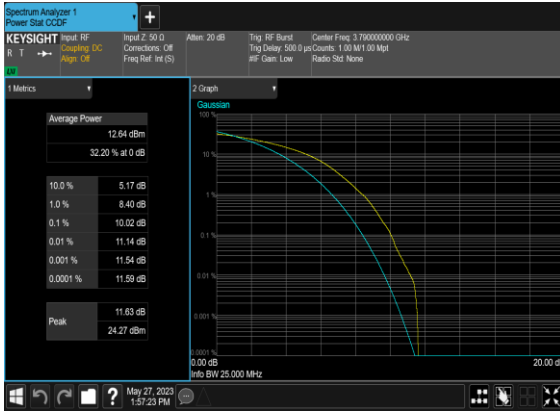 Spectrum Analyzer 1
Power Stat CCDF
KEYSIGHT
R T
Input: RF
Coupling: DC
Align: Off
Input Z: 50 Ω
Corrections: Off
Freq Ref: Int (S)
Atten: 20 dB
Trig: RF Burst
Trig Delay: 500.0 µs
#IF Gain: Low
Center Freq: 3.790000000 GHz
Counts: 1.00 M/1.00 Mpt
Radio Std: None
1 Metrics
Average Power
12.64 dBm
32.20 % at 0 dB
10.0 % 5.17 dB
1.0 % 8.40 dB
0.1 % 10.02 dB
0.01 % 11.14 dB
0.001 % 11.54 dB
0.0001 % 11.59 dB
Peak
11.63 dB
24.27 dBm
2 Graph
Gaussian
100 %
10 %
1 %
0.1 %
0.01 %
0.001 %
0.0001 %
0.00 dB
20.00 d
Info BW 25.000 MHz
?
May 27, 2023
1:57:23 PM